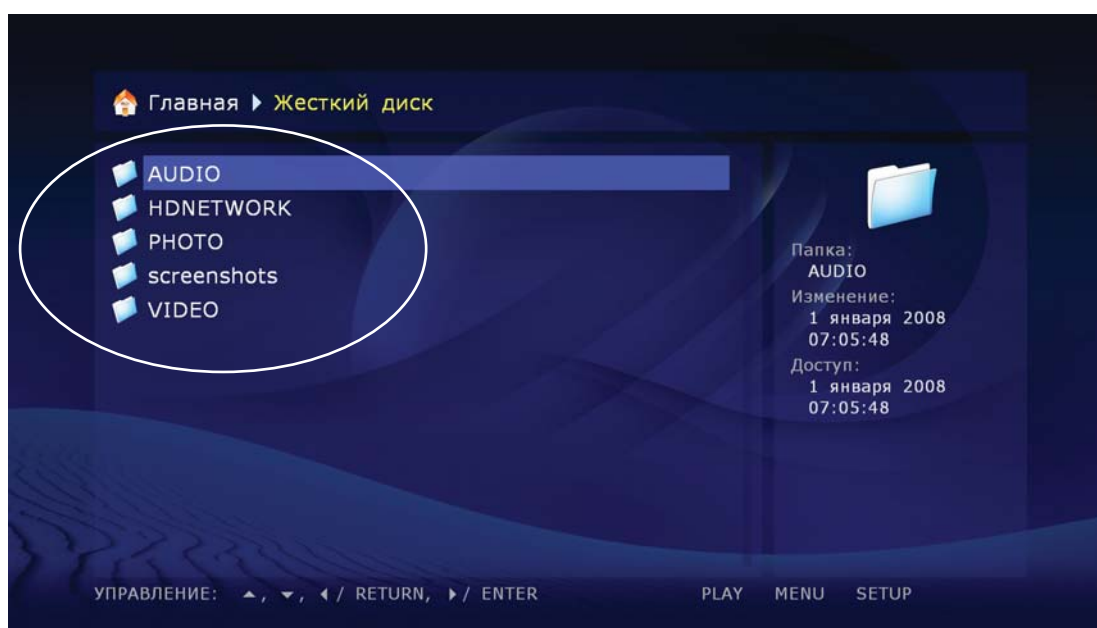 Главная ▶ Жесткий диск
AUDIO
HDNETWORK
PHOTO
screenshots
VIDEO
Папка:
AUDIO
Изменение:
1 января 2008
07:05:48
Доступ:
1 января 2008
07:05:48
УПРАВЛЕНИЕ: ▲, ▼, ◀ / RETURN, ▶ / ENTER PLAY MENU SETUP